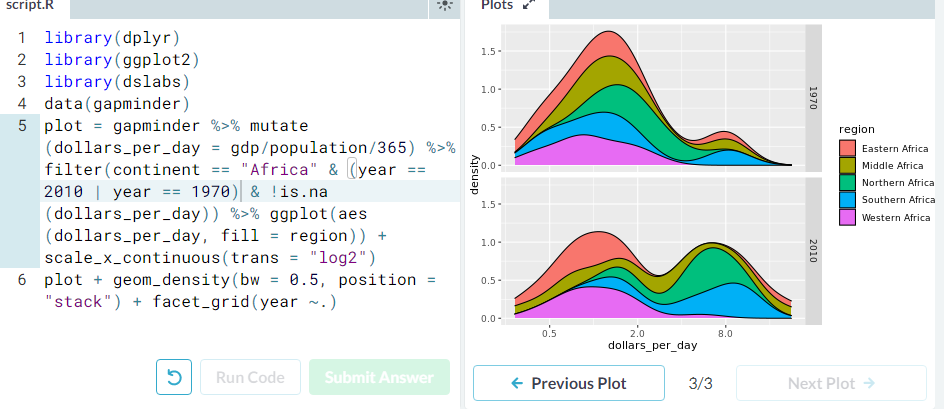 script.R
1 library(dplyr)
2 library(ggplot2)
3 library(dslabs)
4 data(gapminder)
5 plot = gapminder %>% mutate
(dollars_per_day = gdp/population/365) %>%
filter(continent == "Africa" & (year ==
2010 | year == 1970) & !is.na
(dollars_per_day)) %>% ggplot(aes
(dollars_per_day, fill = region)) +
scale_x_continuous(trans = "log2")
6 plot + geom_density(bw = 0.5, position =
"stack") + facet_grid(year ~.)
Run Code
Submit Answer
Plots
density
1.5
1.0
0.5
0.0
1970
1.5
1.0
0.5
0.0
2010
0.5 2.0 8.0
dollars_per_day
region
Eastern Africa
Middle Africa
Northern Africa
Southern Africa
Western Africa
← Previous Plot
3/3
Next Plot →